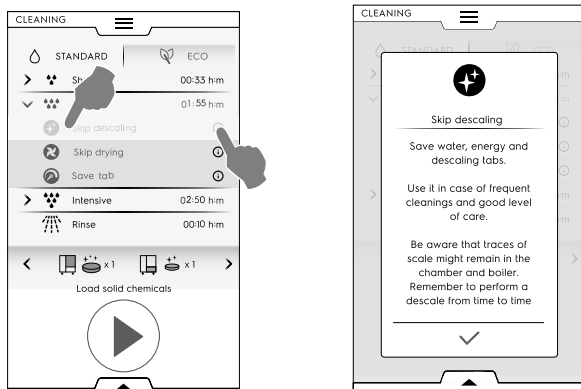 CLEANING
STANDARD
ECO
00:33 h:m
01:55 h:m
Skip descaling
Skip drying
Save tab
Intensive 02:50 h:m
Rinse 00:10 h:m
x 1 x 1
Load solid chemicals
CLEANING
STANDARD ECO
Skip descaling
Save water, energy and
descaling tabs.
Use it in case of frequent
cleanings and good level
of care.
Be aware that traces of
scale might remain in the
chamber and boiler.
Remember to perform a
descale from time to time